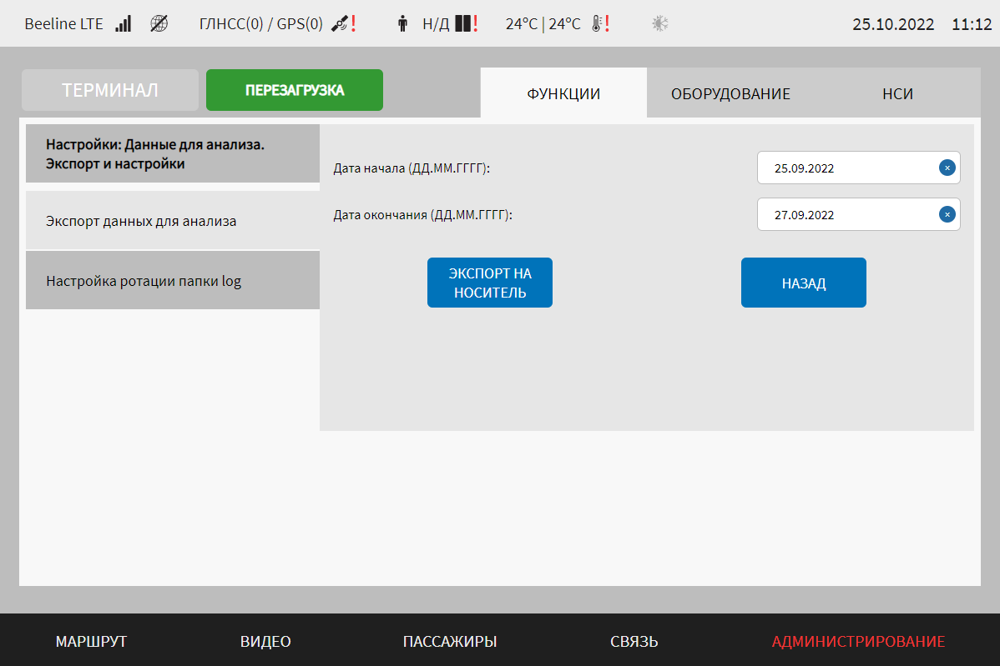 Beeline LTE ГЛНСС(0) / GPS(0) ! Н/Д ! 24°C | 24°C ! 25.10.2022 11:12
ТЕРМИНАЛ ПЕРЕЗАГРУЗКА ФУНКЦИИ ОБОРУДОВАНИЕ НСИ
Настройки: Данные для анализа.
Экспорт и настройки
Экспорт данных для анализа
Настройка ротации папки log
Дата начала (ДД.ММ.ГГГГ): 25.09.2022
Дата окончания (ДД.ММ.ГГГГ): 27.09.2022
ЭКСПОРТ НА
НОСИТЕЛЬ
НАЗАД
МАРШРУТ ВИДЕО ПАССАЖИРЫ СВЯЗЬ АДМИНИСТРИРОВАНИЕ